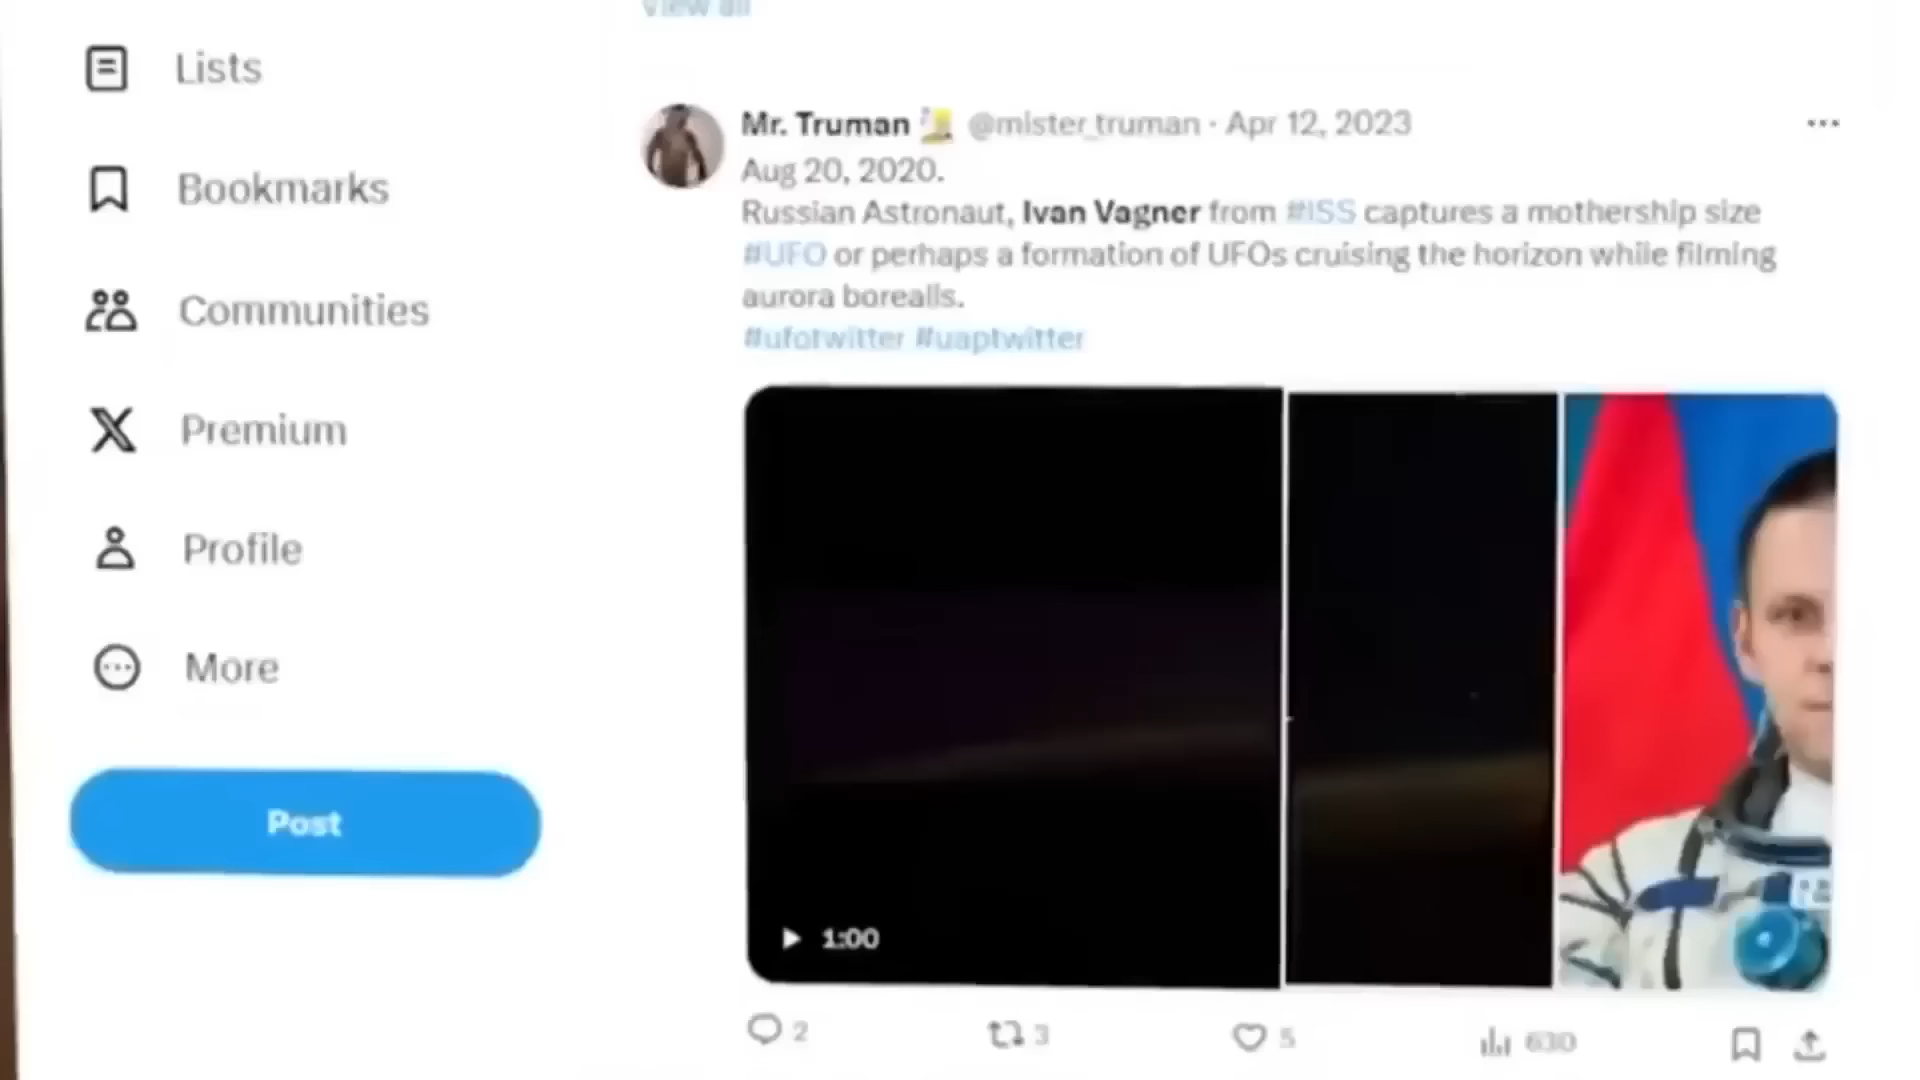 View all
Lists
Bookmarks
Communities
Premium
Profile
More
Post
Mr. Truman @mister_truman · Apr 12, 2023
Aug 20, 2020.
Russian Astronaut, Ivan Vagner from #ISS captures a mothership size
#UFO or perhaps a formation of UFOs cruising the horizon while filming
aurora borealis.
#ufotwitter #uaptwitter
1:00
2
3
5
630